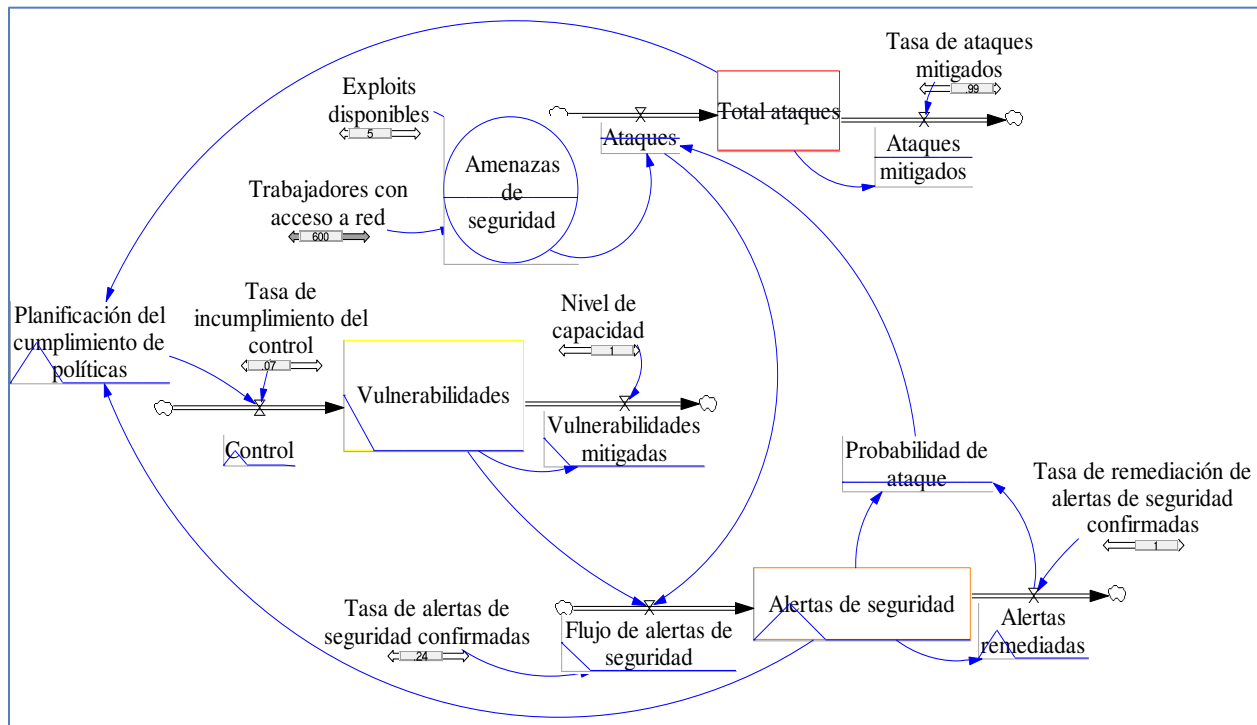 Tasa de ataques
mitigados
.99
Exploits
disponibles
5
Total ataques
Ataques
Ataques
mitigados
Amenazas
de
seguridad
Trabajadores con
acceso a red
600
Planificación del
cumplimiento de
políticas
Tasa de
incumplimiento del
control
.07
Nivel de
capacidad
1
Vulnerabilidades
Control
Vulnerabilidades
mitigadas
Probabilidad de
ataque
Tasa de remediación de
alertas de seguridad
confirmadas
1
Tasa de alertas de
seguridad confirmadas
.24
Flujo de alertas de
seguridad
Alertas de seguridad
Alertas
remediadas